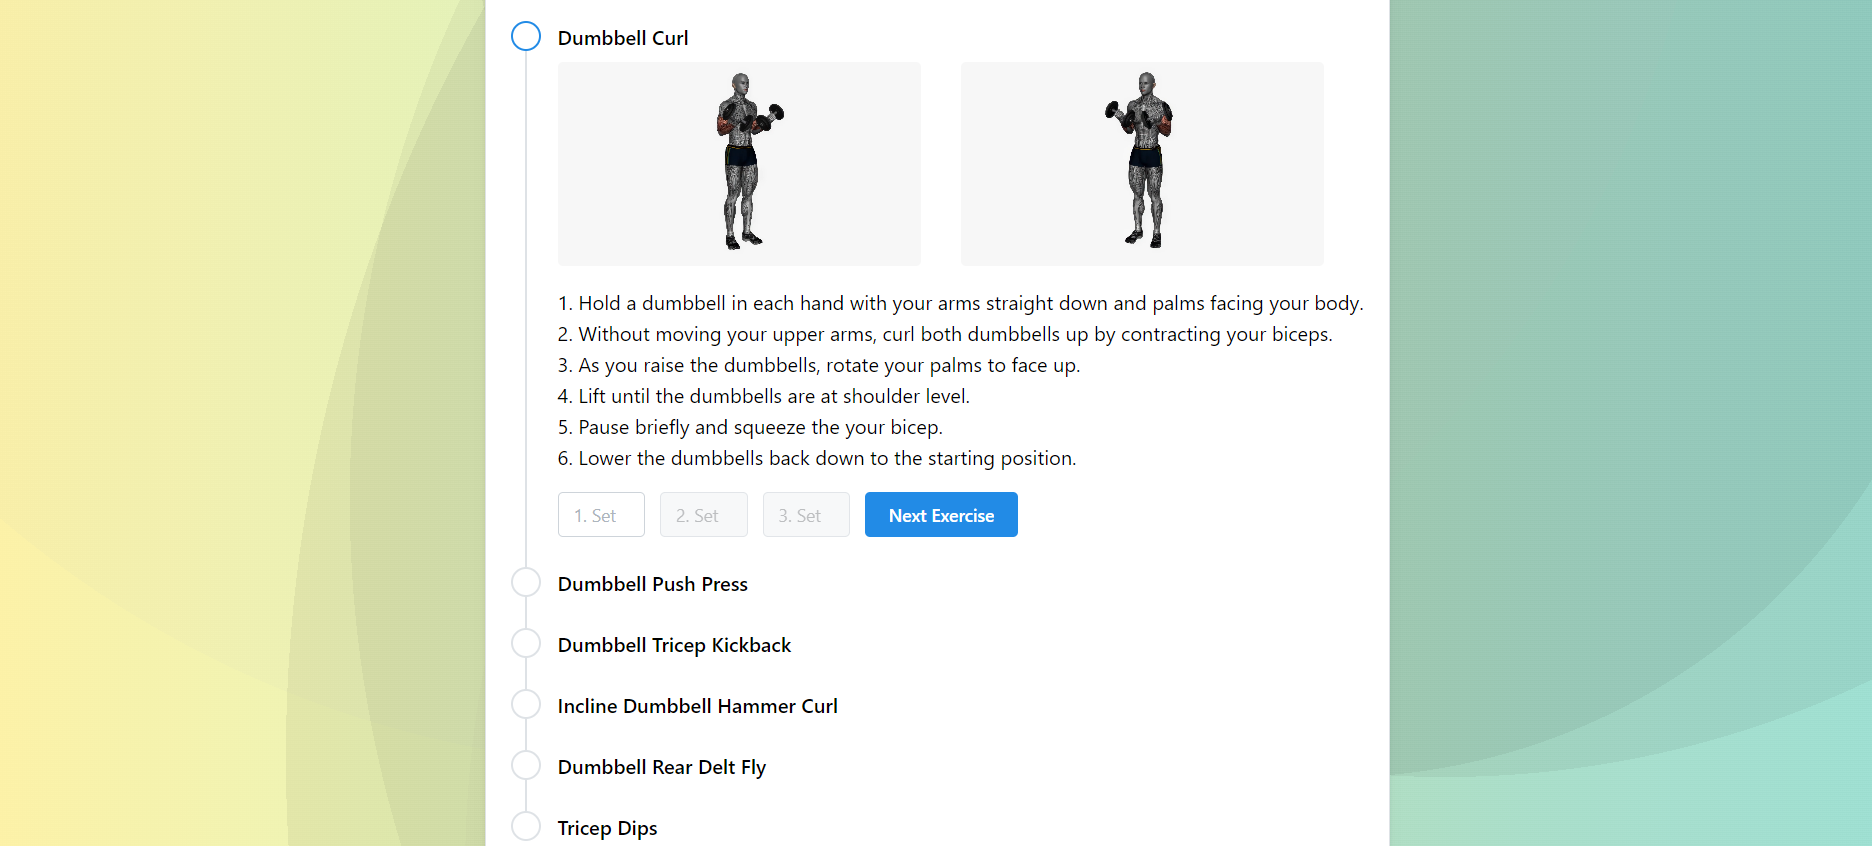 Dumbbell Curl
1. Hold a dumbbell in each hand with your arms straight down and palms facing your body.
2. Without moving your upper arms, curl both dumbbells up by contracting your biceps.
3. As you raise the dumbbells, rotate your palms to face up.
4. Lift until the dumbbells are at shoulder level.
5. Pause briefly and squeeze the your bicep.
6. Lower the dumbbells back down to the starting position.
1. Set 2. Set 3. Set Next Exercise
Dumbbell Push Press
Dumbbell Tricep Kickback
Incline Dumbbell Hammer Curl
Dumbbell Rear Delt Fly
Tricep Dips